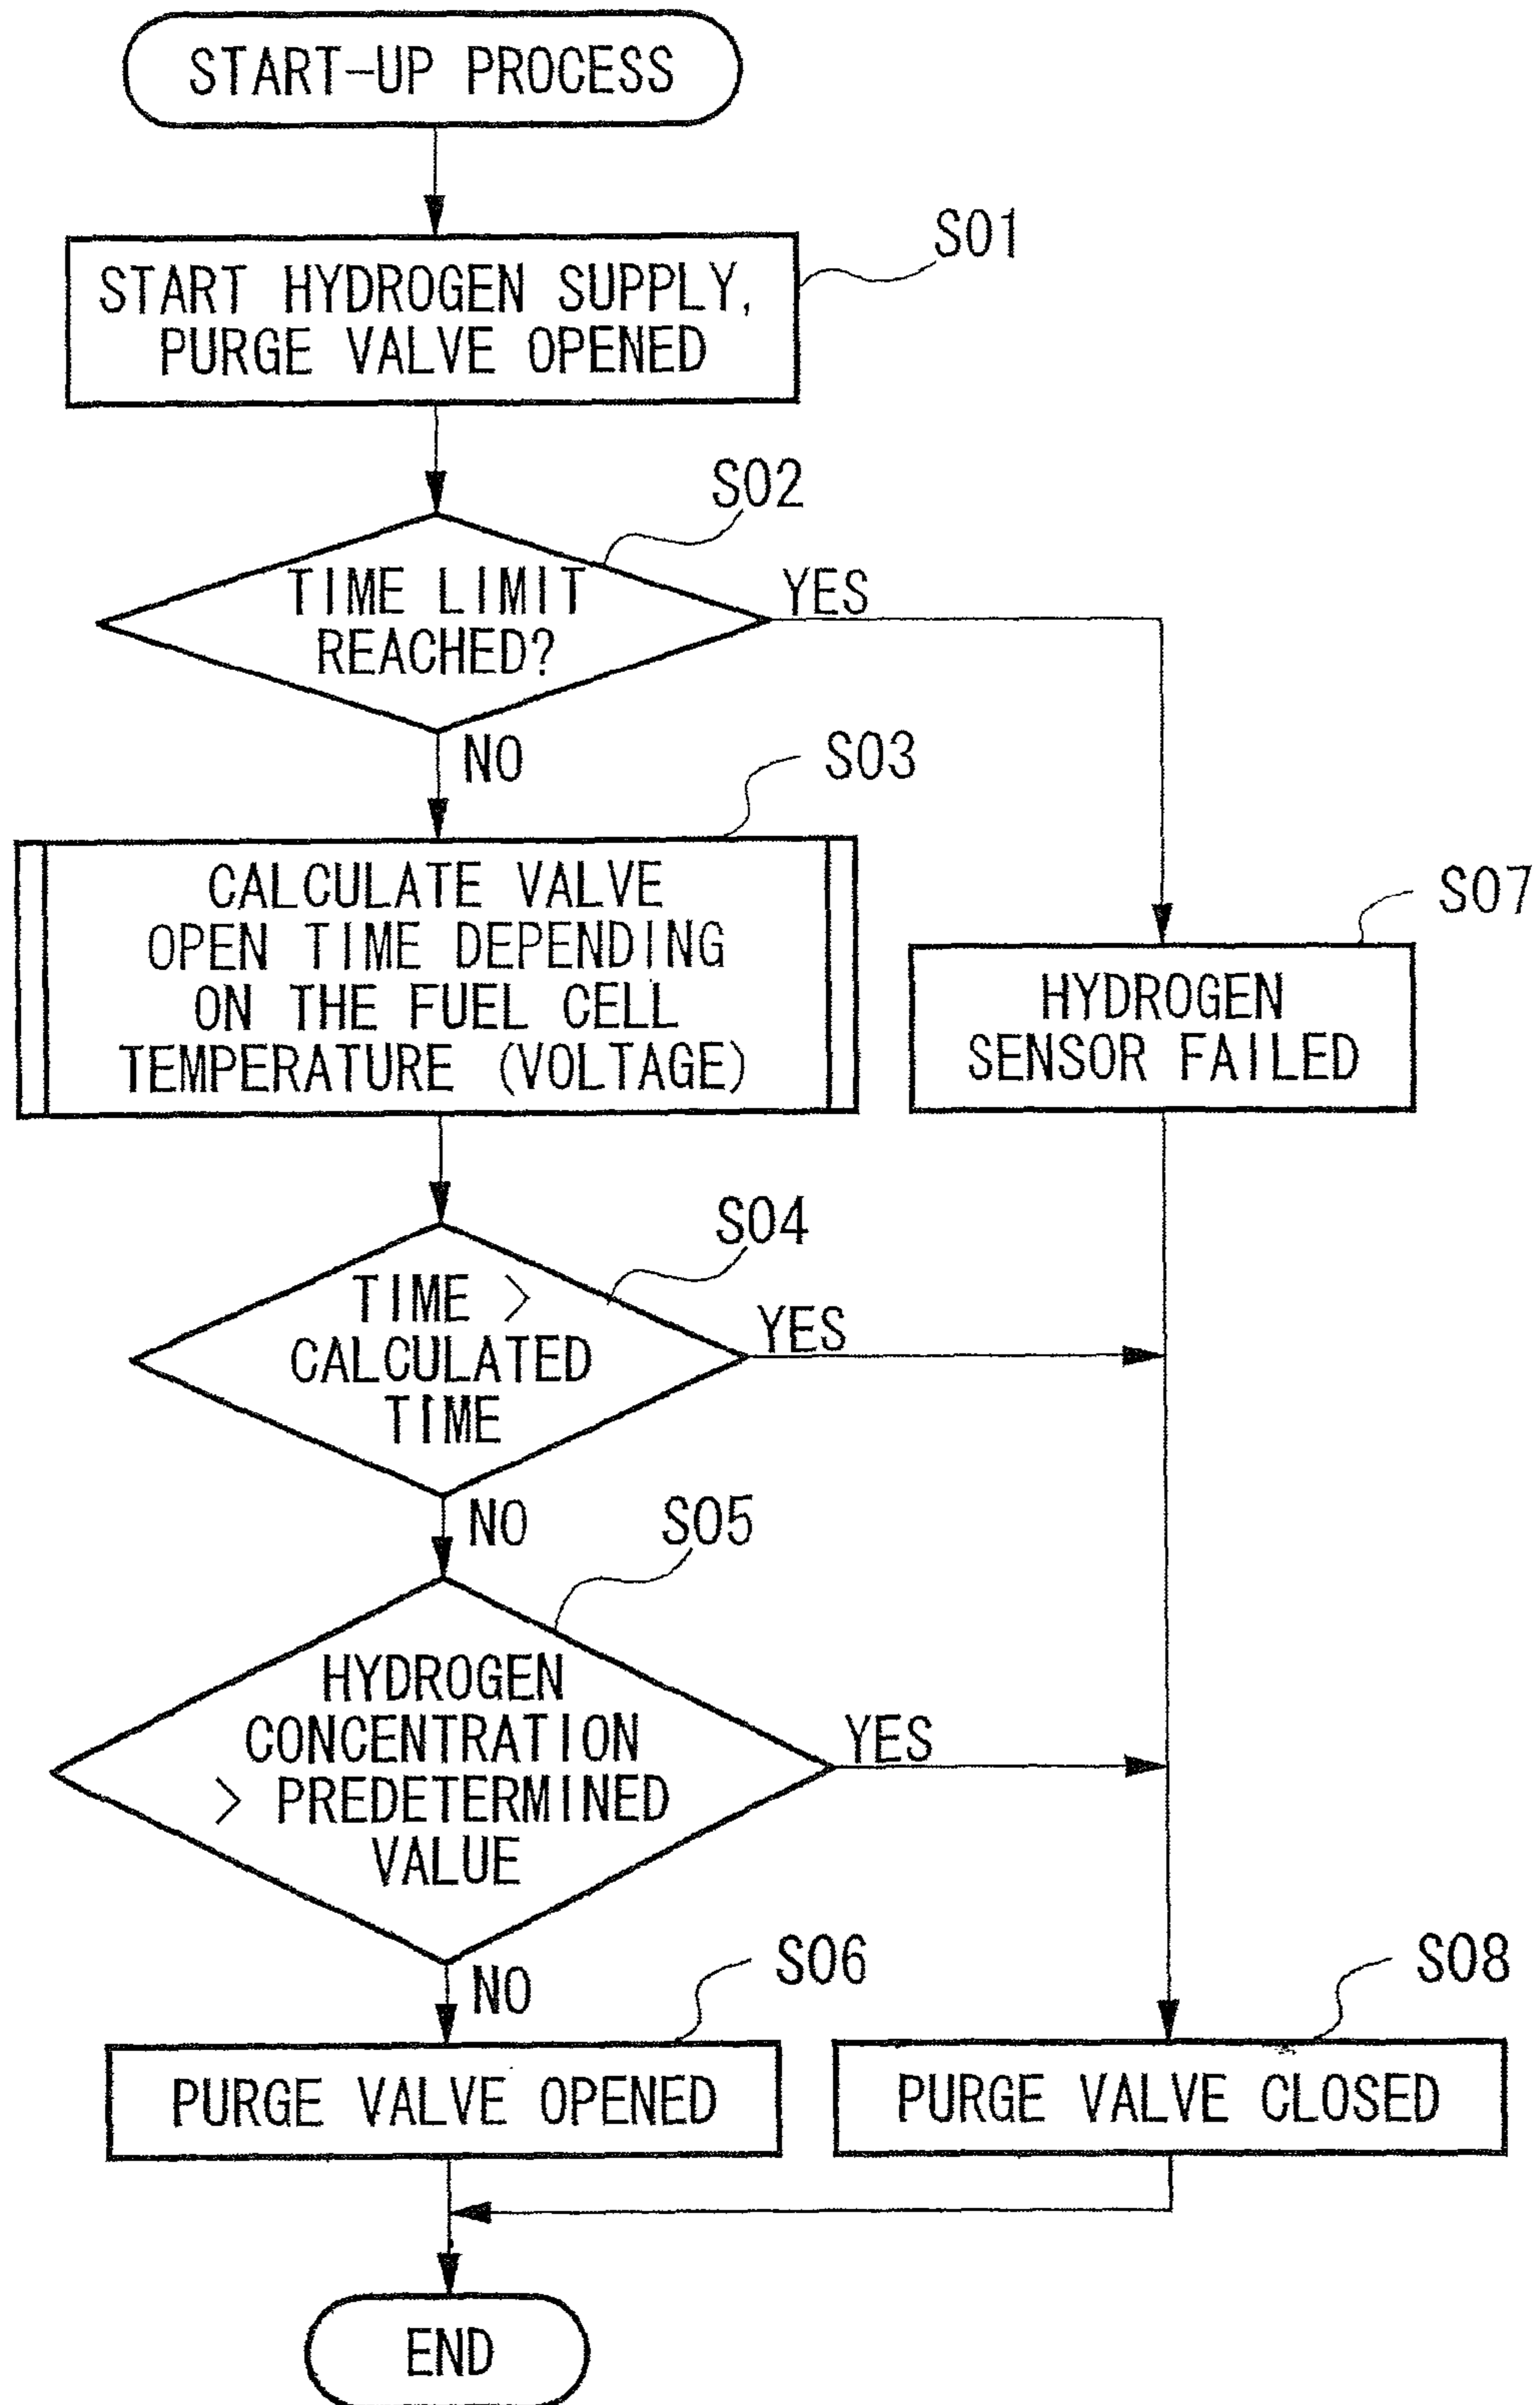 START-UP PROCESS
S01
START HYDROGEN SUPPLY,
PURGE VALVE OPENED
S02
TIME LIMIT
REACHED?
YES
NO
S03
CALCULATE VALVE
OPEN TIME DEPENDING
ON THE FUEL CELL
TEMPERATURE (VOLTAGE)
S07
HYDROGEN
SENSOR FAILED
S04
TIME >
CALCULATED
TIME
YES
NO
S05
HYDROGEN
CONCENTRATION
> PREDETERMINED
VALUE
YES
NO
S06
PURGE VALVE OPENED
S08
PURGE VALVE CLOSED
END